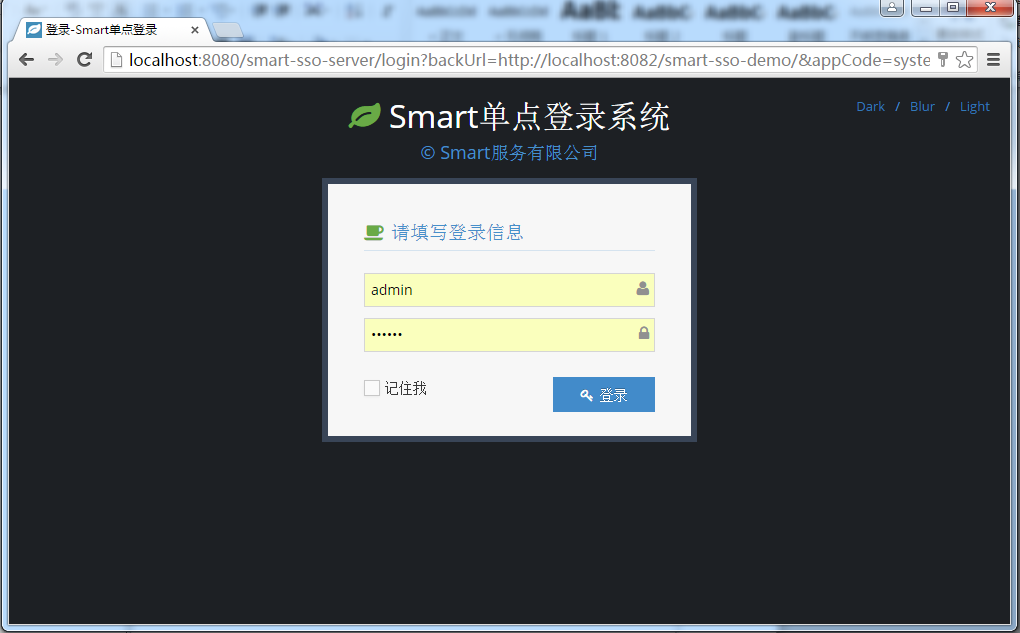 登录-Smart单点登录
localhost:8080/smart-sso-server/login?backUrl=http://localhost:8082/smart-sso-demo/&appCode=syste
Dark / Blur / Light
Smart单点登录系统
© Smart服务有限公司
请填写登录信息
admin
••••••
记住我
登录